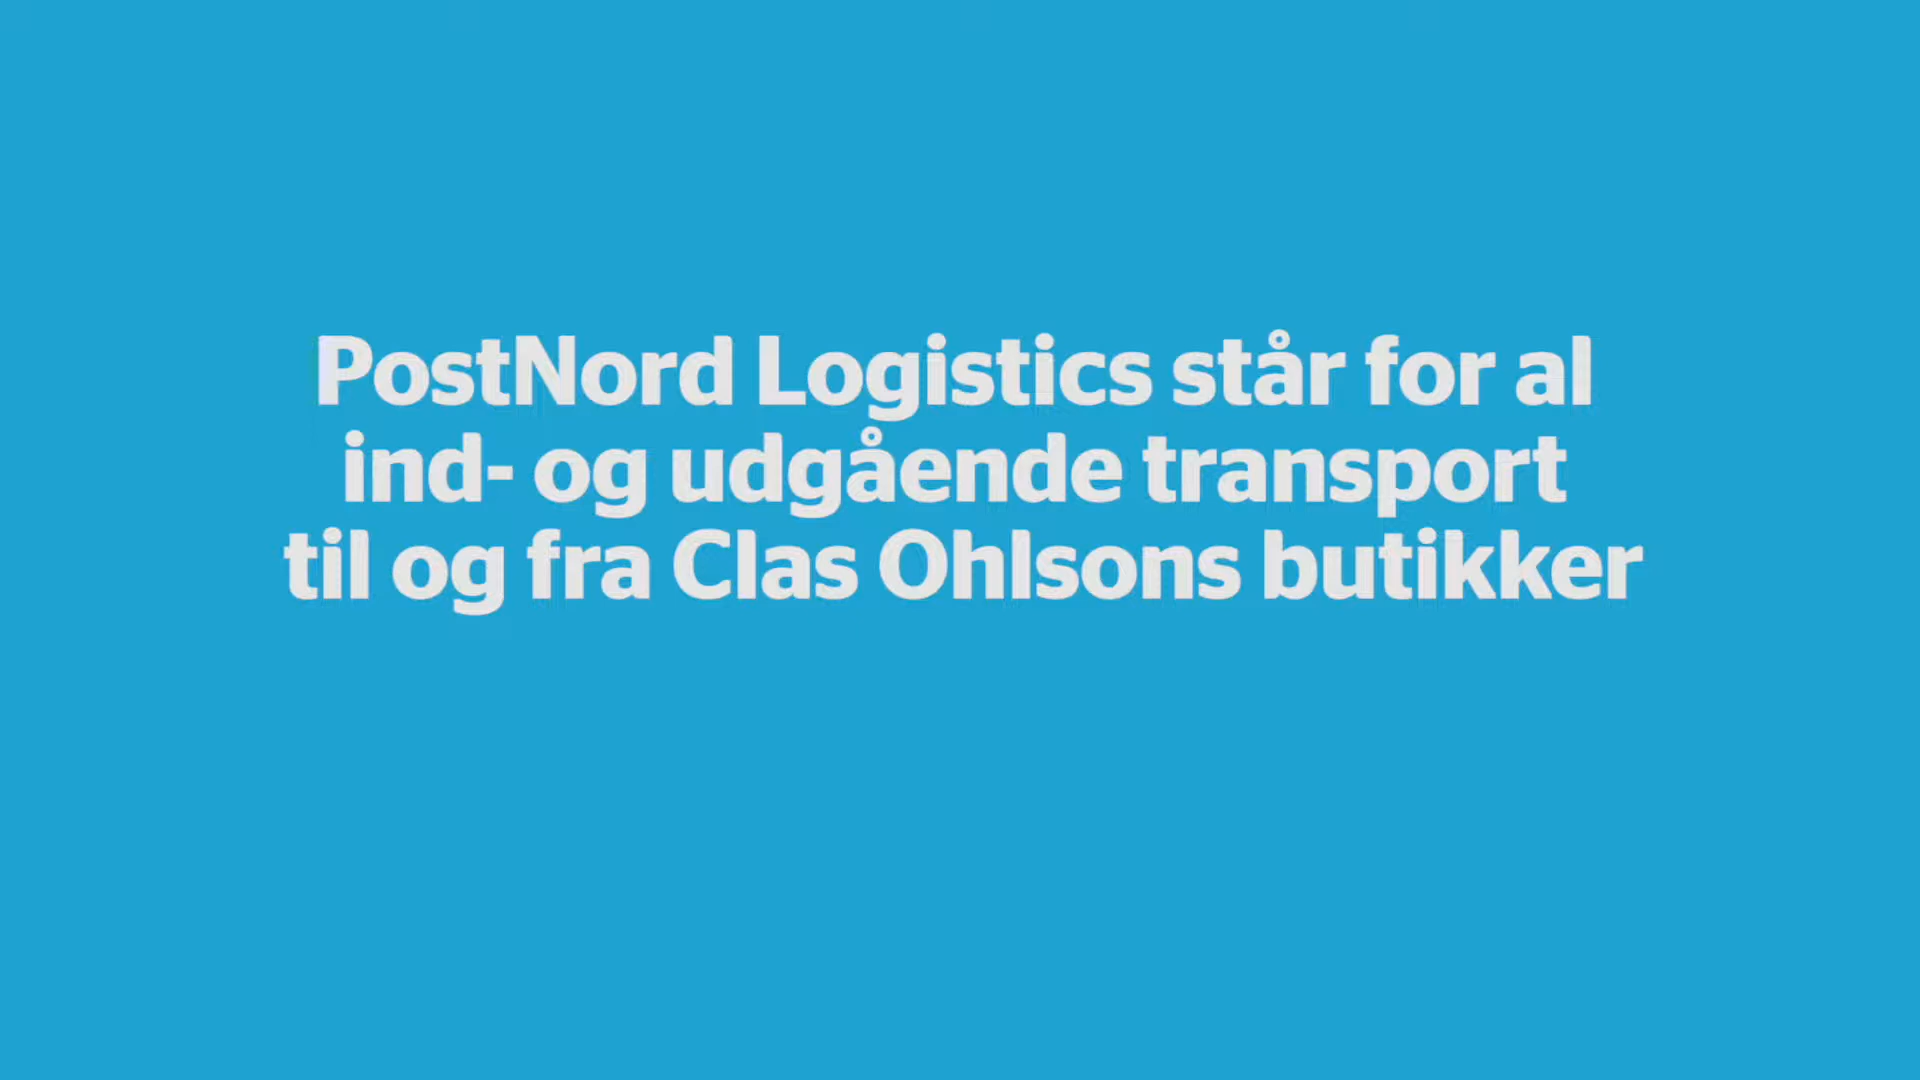 PostNord Logistics står for al
ind- og udgående transport
til og fra Clas Ohlsons butikker